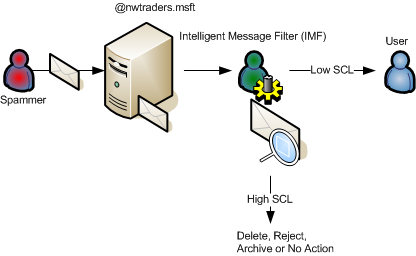 @nwtraders.msft
Intelligent Message Filter (IMF)
User
Low SCL
Spammer
High SCL
Delete, Reject,
Archive or No Action